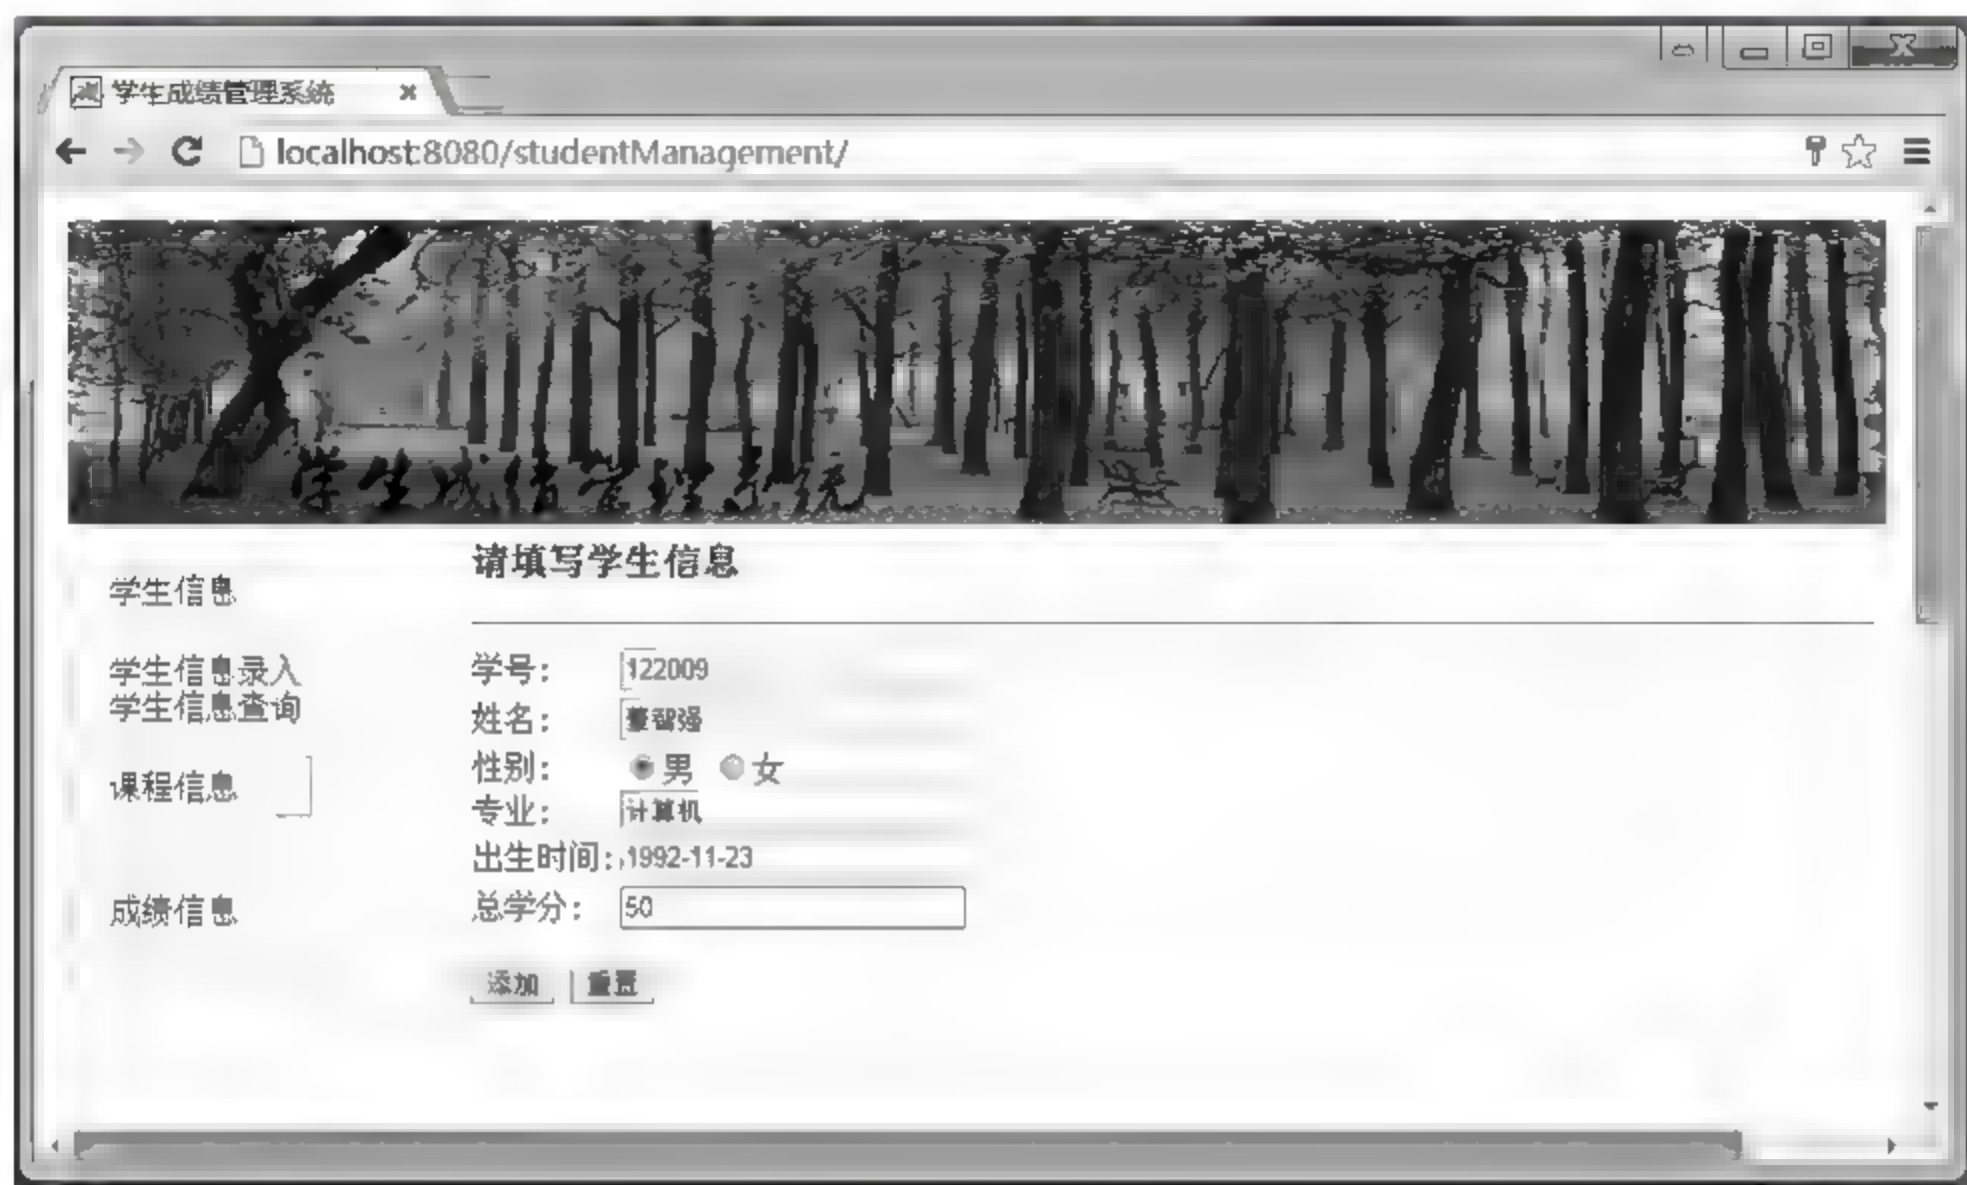 学生成绩管理系统
localhost:8080/studentManagement/
学生成绩管理系统
请填写学生信息
学生信息
学生信息录入
学生信息查询
课程信息
成绩信息
学号： 122009
姓名： 董智强
性别： 男 女
专业： 计算机
出生时间： 1992-11-23
总学分： 50
添加 重置